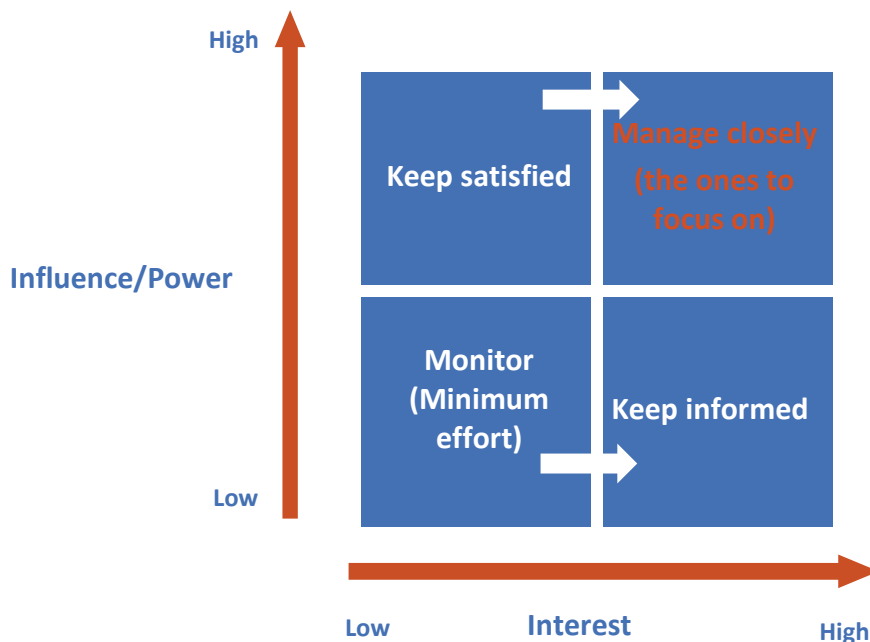 High
Keep satisfied
Manage closely
(the ones to
focus on)
Influence/Power
Monitor
(Minimum
effort)
Keep informed
Low
Low
Interest
High